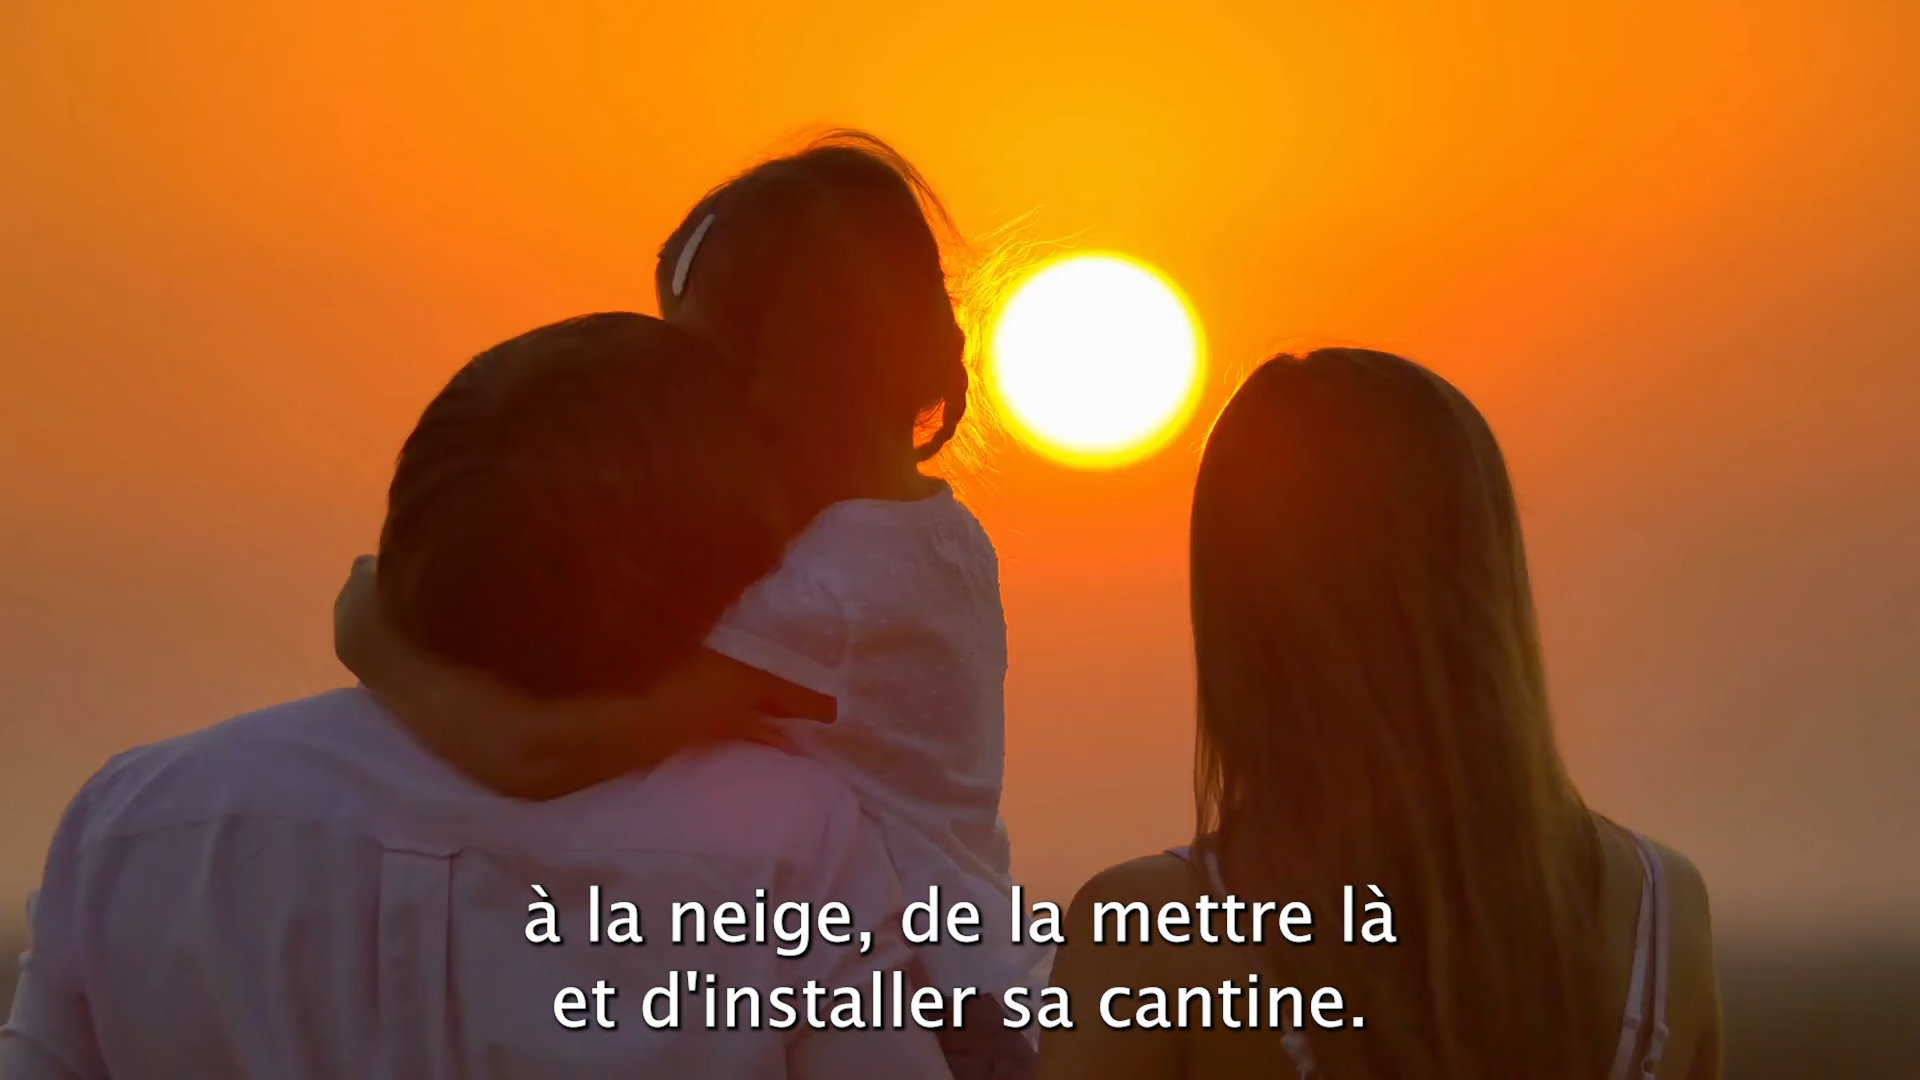 à la neige, de la mettre là
et d'installer sa cantine.